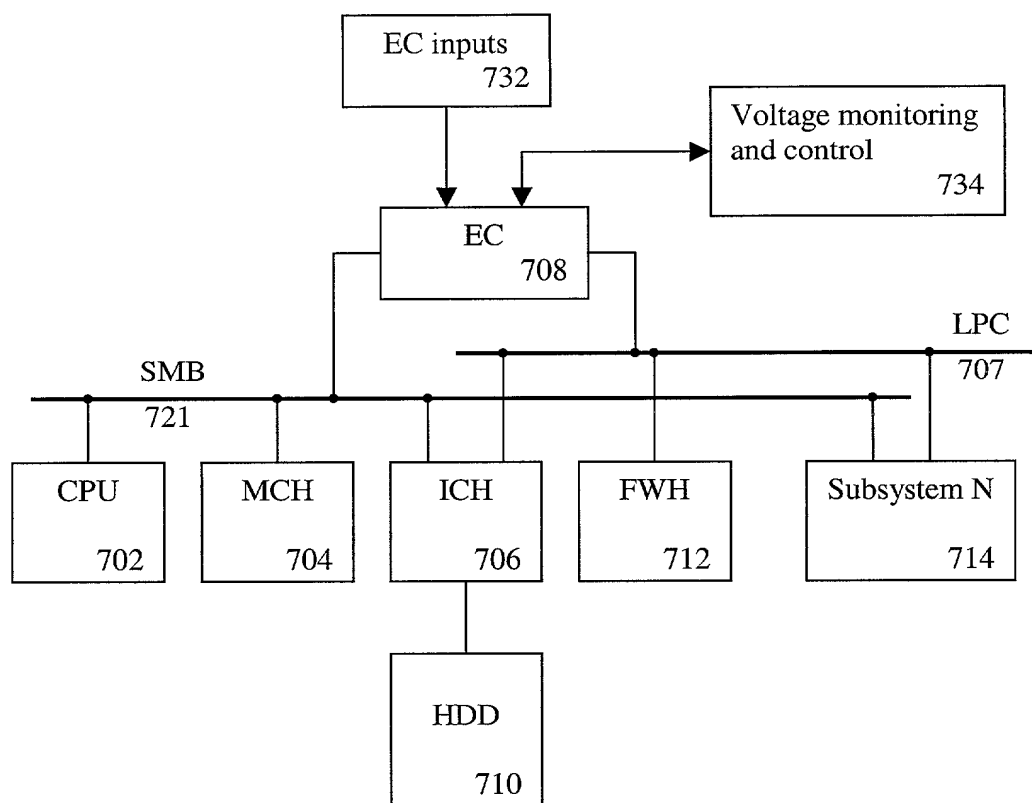 EC inputs
732
Voltage monitoring
and control
734
EC
708
LPC
707
SMB
721
CPU
702
MCH
704
ICH
706
FWH
712
Subsystem N
714
HDD
710